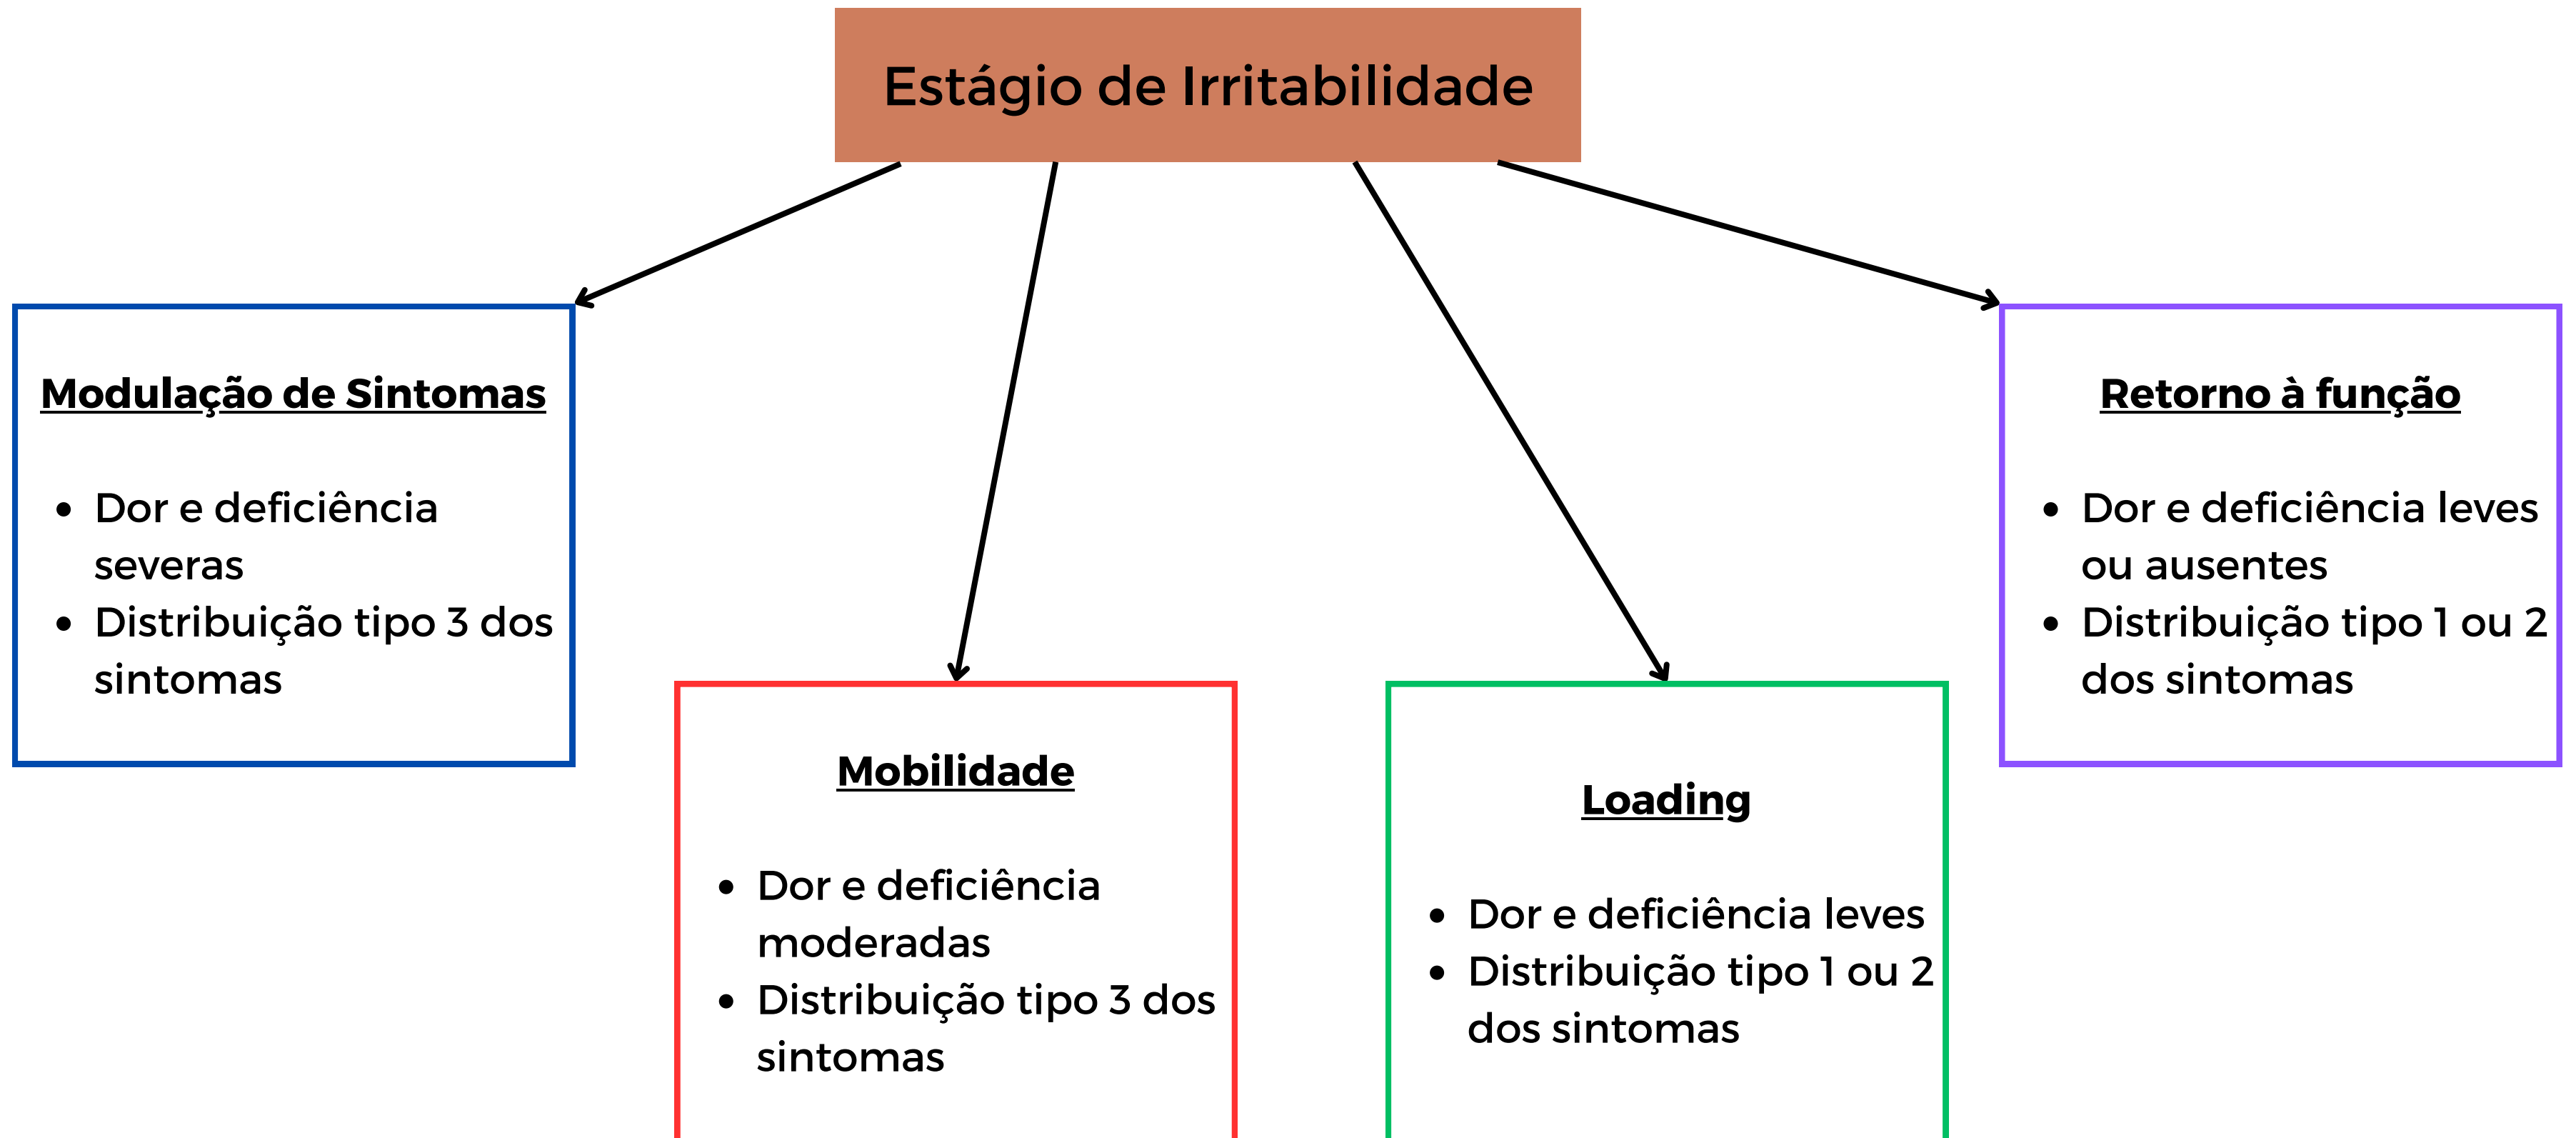 Estágio de Irritabilidade
Modulação de Sintomas
• Dor e deficiência
severas
• Distribuição tipo 3 dos
sintomas
Mobilidade
• Dor e deficiência
moderadas
• Distribuição tipo 3 dos
sintomas
Loading
• Dor e deficiência leves
• Distribuição tipo 1 ou 2
dos sintomas
Retorno à função
• Dor e deficiência leves
ou ausentes
• Distribuição tipo 1 ou 2
dos sintomas